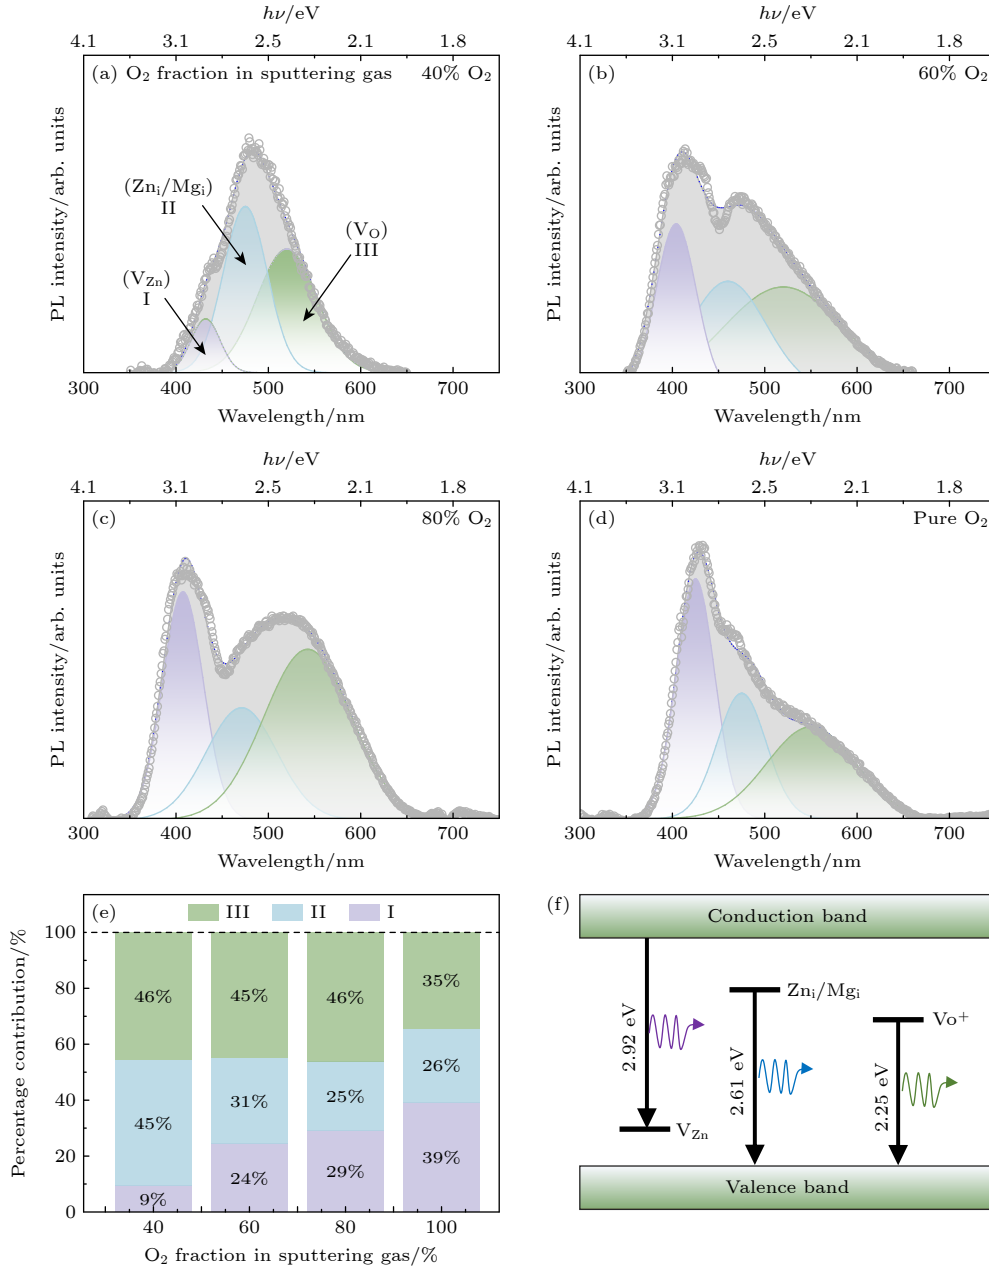 hν/eV
4.1 3.1 2.5 2.1 1.8
(a) O₂ fraction in sputtering gas 40% O₂
(Znᵢ/Mgᵢ)
II
(V_O)
III
(V_Zn)
I
PL intensity/arb. units
300 400 500 600 700
Wavelength/nm
hν/eV
4.1 3.1 2.5 2.1 1.8
(b) 60% O₂
PL intensity/arb. units
300 400 500 600 700
Wavelength/nm
hν/eV
4.1 3.1 2.5 2.1 1.8
(c) 80% O₂
PL intensity/arb. units
300 400 500 600 700
Wavelength/nm
hν/eV
4.1 3.1 2.5 2.1 1.8
(d) Pure O₂
PL intensity/arb. units
300 400 500 600 700
Wavelength/nm
(e) III II I
Percentage contribution/%
100
80
60
40
20
0
46% 45% 46% 35%
45% 31% 25% 26%
9% 24% 29% 39%
40 60 80 100
O₂ fraction in sputtering gas/%
(f)
Conduction band
Znᵢ/Mgᵢ
Vo⁺
2.92 eV
2.61 eV
2.25 eV
V_Zn
Valence band